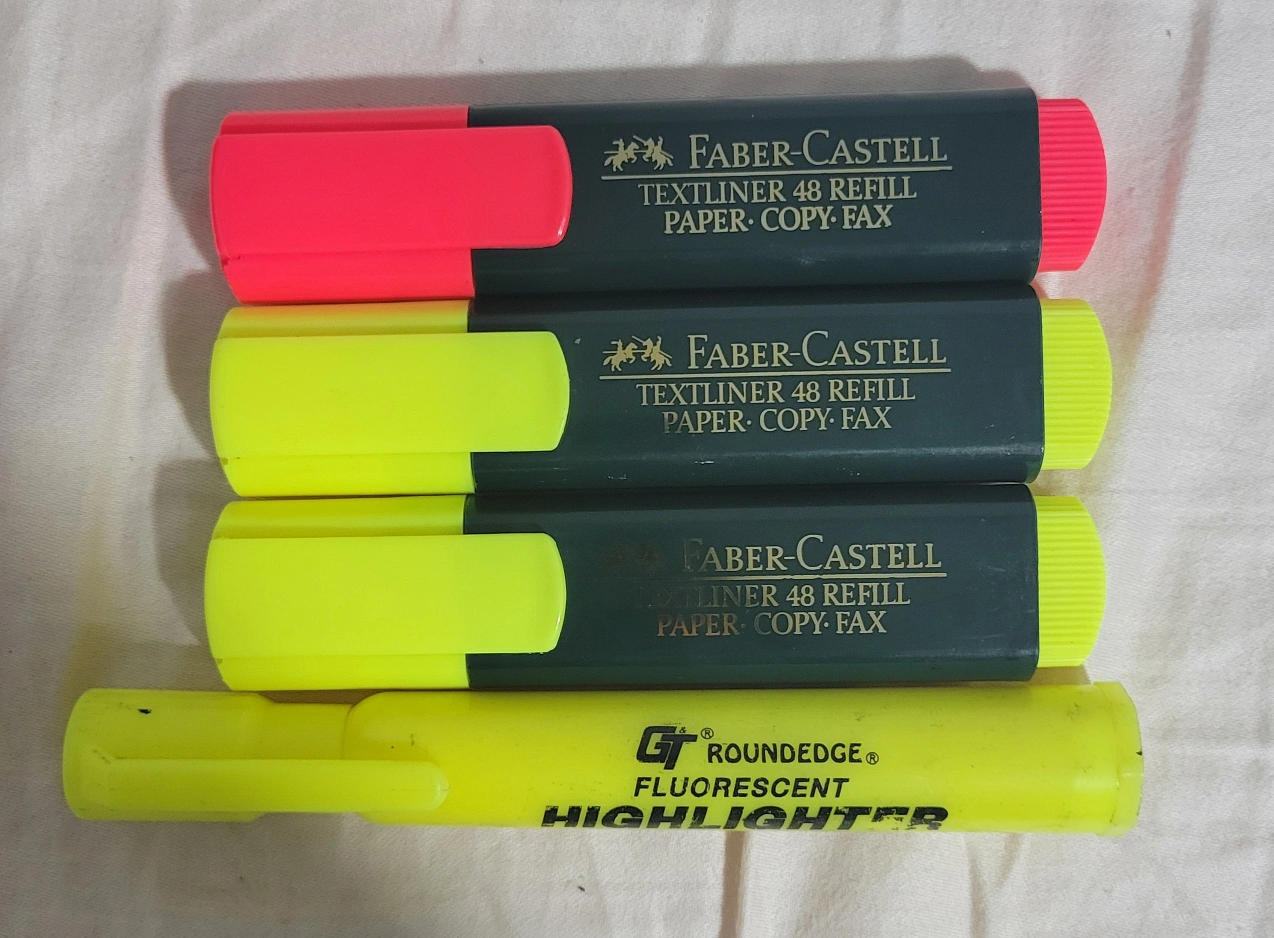 FABER-CASTELL
TEXTLINER 48 REFILL
PAPER· COPY· FAX
FABER-CASTELL
TEXTLINER 48 REFILL
PAPER· COPY· FAX
FABER-CASTELL
TEXTLINER 48 REFILL
PAPER· COPY· FAX
G&T® ROUNDEDGE®
FLUORESCENT
HIGHLIGHTER